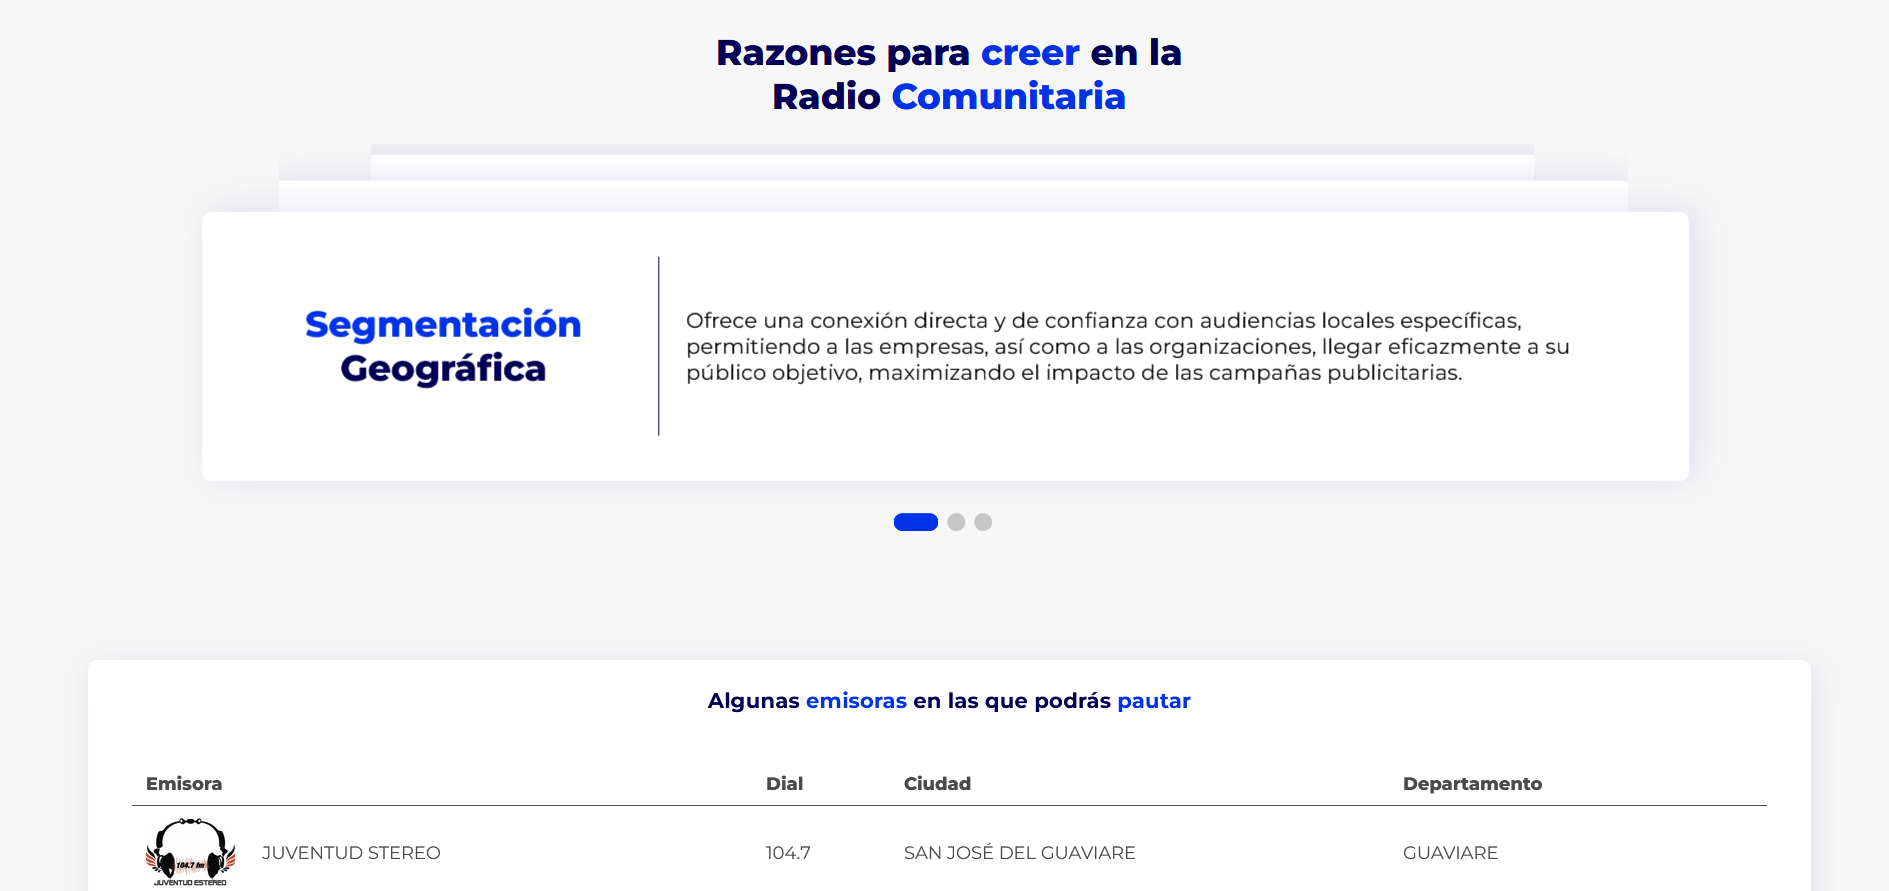 Razones para creer en la
Radio Comunitaria
Segmentación
Geográfica
Ofrece una conexión directa y de confianza con audiencias locales específicas,
permitiendo a las empresas, así como a las organizaciones, llegar eficazmente a su
público objetivo, maximizando el impacto de las campañas publicitarias.
Algunas emisoras en las que podrás pautar
Emisora Dial Ciudad Departamento
104.7 fm
JUVENTUD ESTEREO
JUVENTUD STEREO 104.7 SAN JOSÉ DEL GUAVIARE GUAVIARE